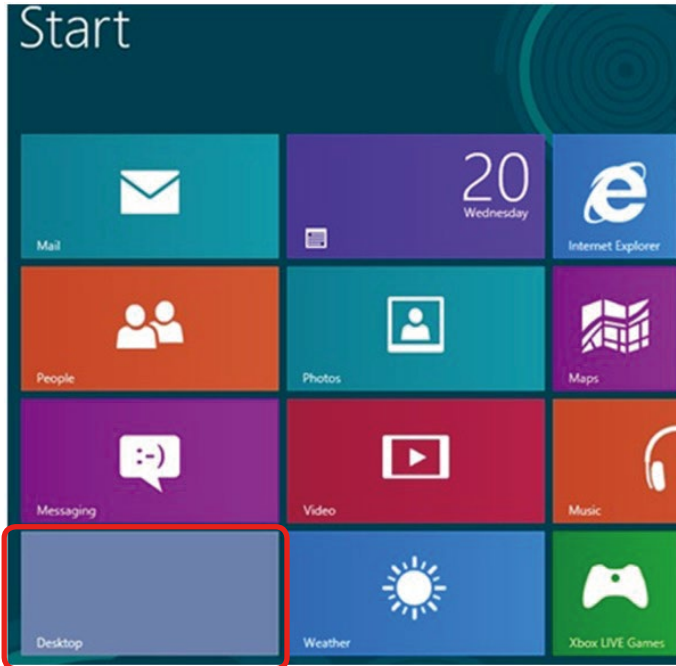 Start
20
Wednesday
Mail
Internet Explorer
People
Photos
Maps
:-)
Messaging
Video
Music
Desktop
Weather
Xbox LIVE Games